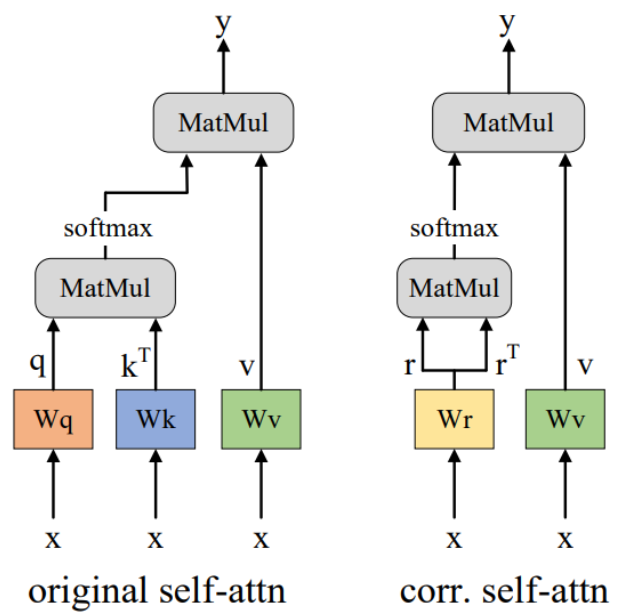 y
y
MatMul
MatMul
softmax
softmax
MatMul
MatMul
q
k^T
v
r
r^T
v
Wq
Wk
Wv
Wr
Wv
x
x
x
x
x
original self-attn
corr. self-attn